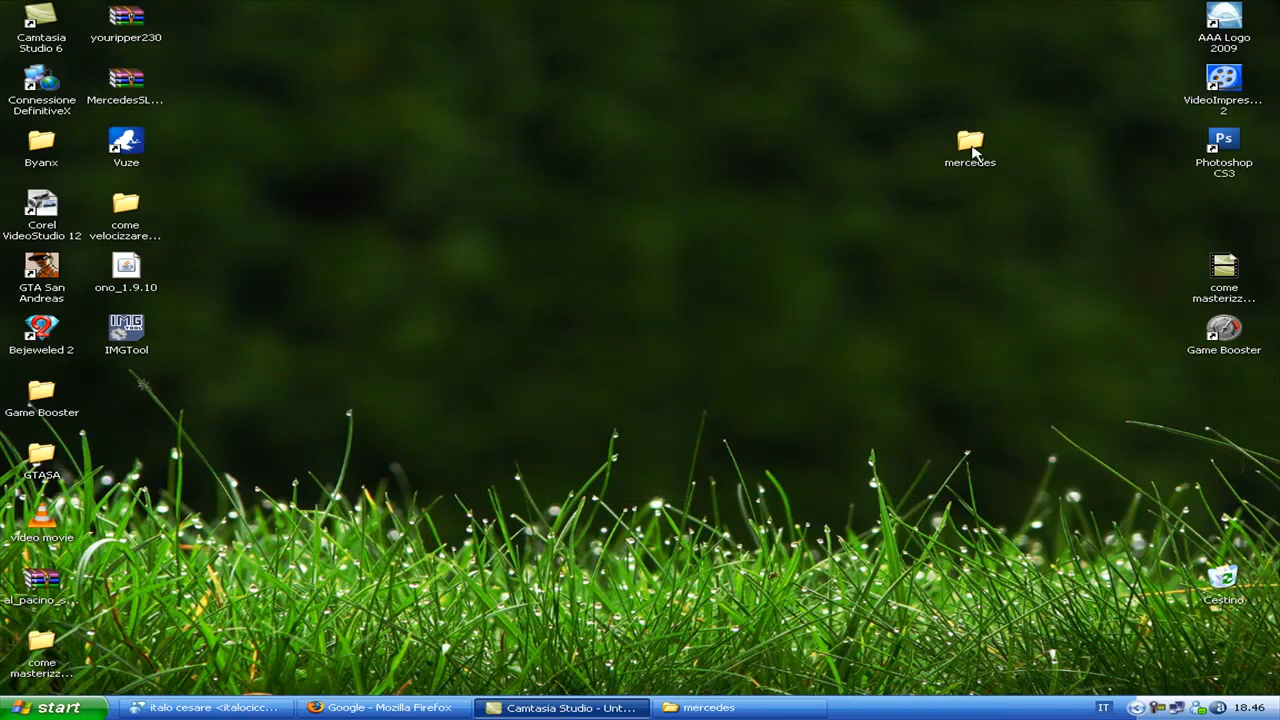 Camtasia
Studio 6
youripper230
AAA Logo
2009
Connessione
DefinitiveX
MercedesSL...
VideoImpres...
2
Byanx
Vuze
mercedes
Ps
Photoshop
CS3
Corel
VideoStudio 12
come
velocizzare...
GTA San
Andreas
ono_1.9.10
come
masterizz...
Bejeweled 2
IMG
TOOL
IMGTool
Game Booster
Game Booster
GTASA
video movie
al_pacino_s...
Cestino
come
masterizz...
start
italo cesare <italocicc...
Google - Mozilla Firefox
Camtasia Studio - Unt...
mercedes
IT
18.46